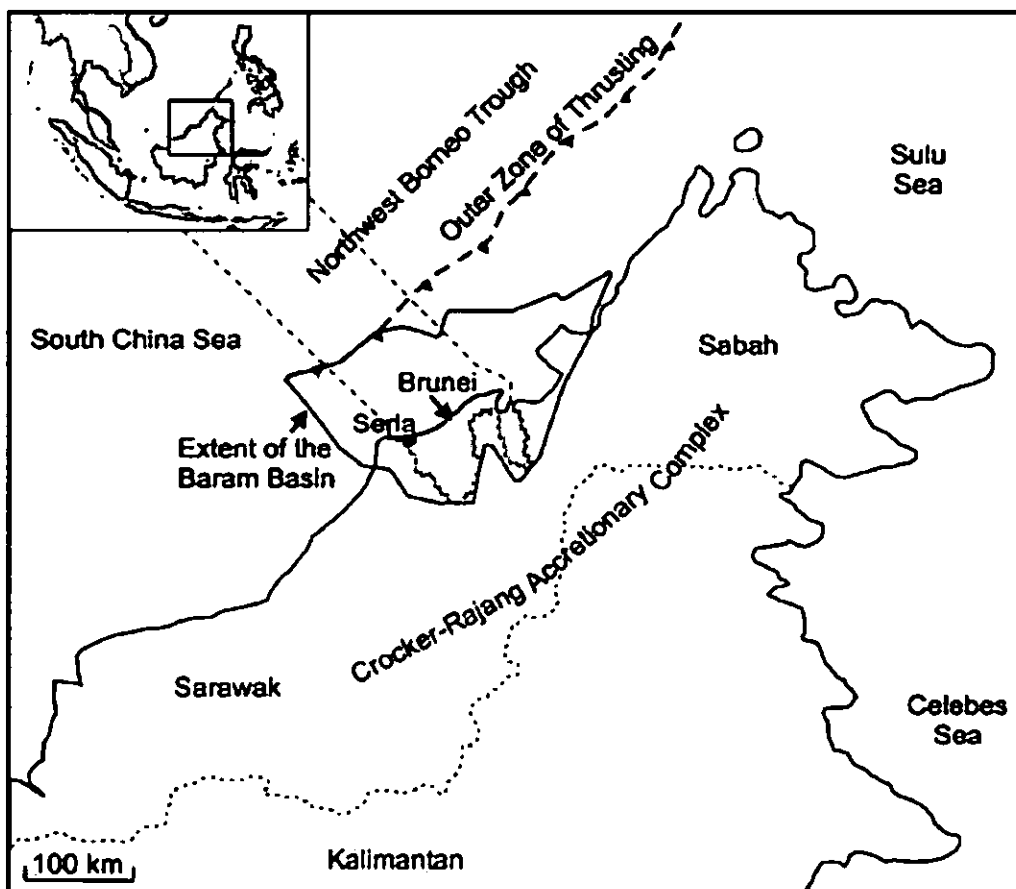 Northwest Borneo Trough
Outer Zone of Thrusting
Sulu
Sea
South China Sea
Sabah
Brunei
Seria
Extent of the
Baram Basin
Crocker-Rajang Accretionary Complex
Sarawak
Celebes
Sea
100 km
Kalimantan